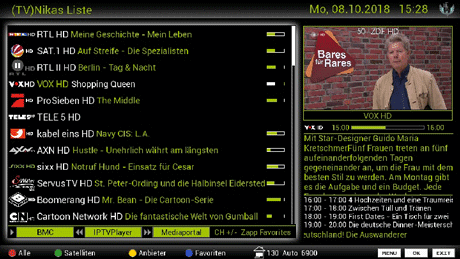 (TV)Nikas Liste
Mo, 08.10.2018 15:28
RTL HD Meine Geschichte - Mein Leben
SAT.1 HD Auf Streife - Die Spezialisten
RTL II HD Berlin - Tag & Nacht
VOX HD Shopping Queen
ProSieben HD The Middle
TELE 5 HD
kabel eins HD Navy CIS: L.A.
AXN HD Hustle - Unehrlich währt am längsten
sixx HD Notruf Hund - Einsatz für Cesar
ServusTV HD St. Peter-Ording und die Halbinsel Eiderstedt
Boomerang HD Mr. Bean - Die Cartoon-Serie
Cartoon Network HD Die fantastische Welt von Gumball
BMC IPTVPlayer Mediaportal CH +/- Zapp Favorites
50 - ZDF HD
Bares für Rares
VOX HD
VOXHD 15:00 16:00
Mit Star-Designer Guido Maria
KretschmerFünf Frauen treten an fünf
aufeinanderfolgenden Tagen
gegeneinander an, um die Frau mit dem
besten Stil zu werden. Am Montag gibt
es die Aufgabe und ein Budget. Jede
16:00 - 17:00 4 Hochzeiten und eine Traumreis
17:00 - 18:00 Zwischen Tüll und Tränen
18:00 - 19:00 First Dates - Ein Tisch für zwei
19:00 - 20:00 Die deutsche Dinner-Meistersch
utschland! Die Auswanderer
Alle Satelliten Anbieter Favoriten 130 Auto 6900 MENU OK EXIT